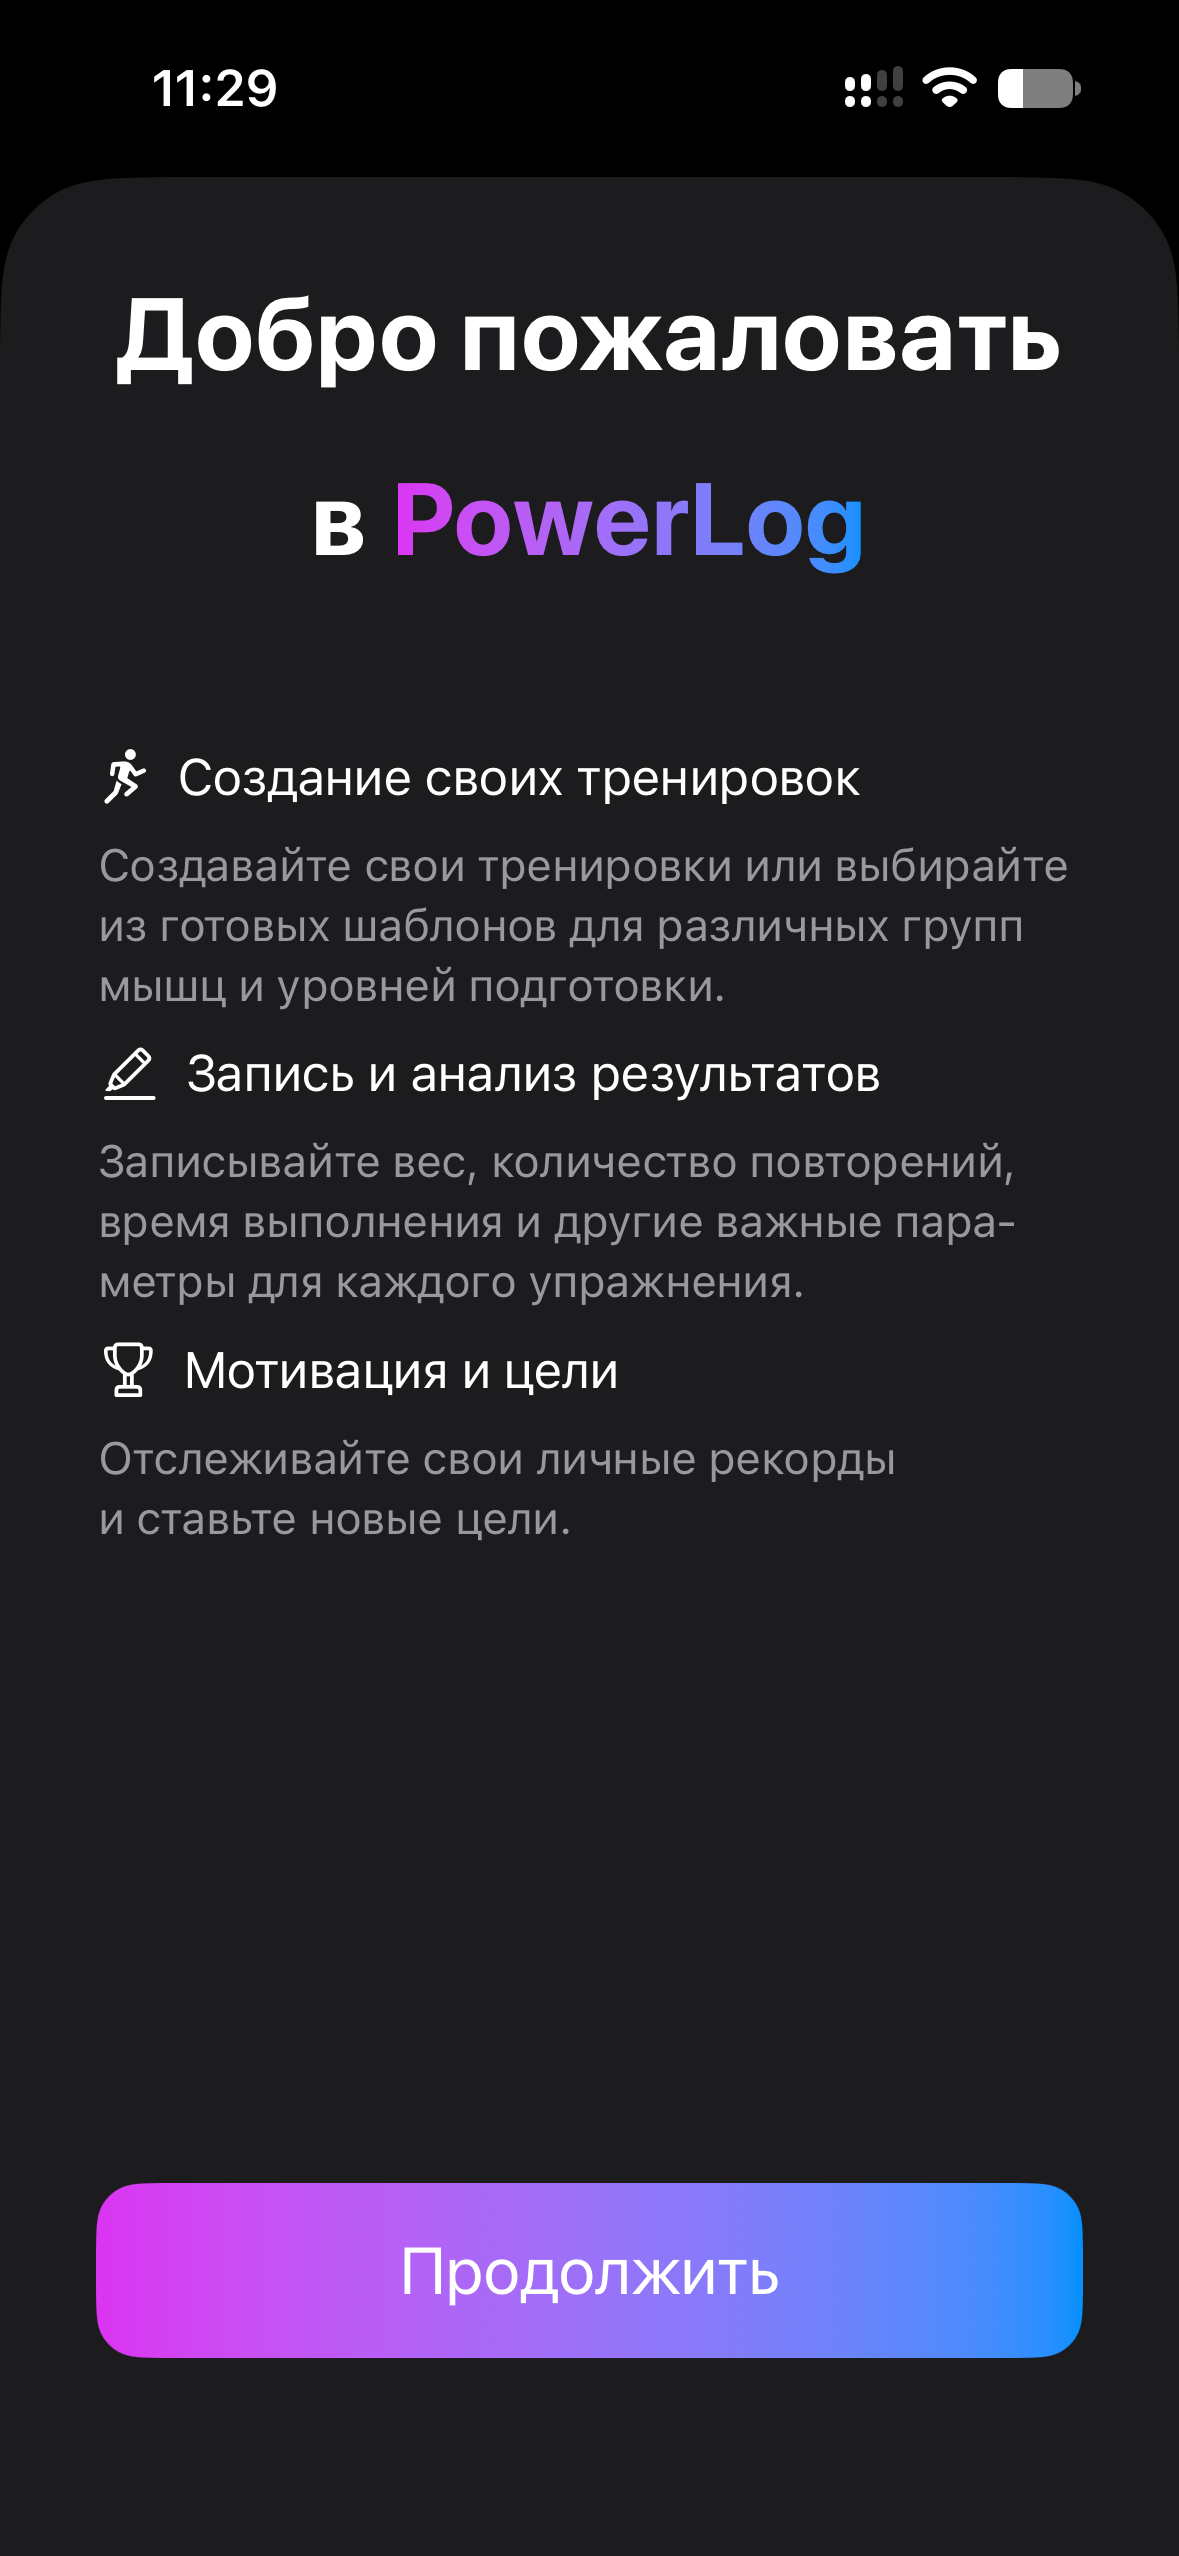 11:29
Добро пожаловать
в PowerLog
Создание своих тренировок
Создавайте свои тренировки или выбирайте
из готовых шаблонов для различных групп
мышц и уровней подготовки.
Запись и анализ результатов
Записывайте вес, количество повторений,
время выполнения и другие важные пара-
метры для каждого упражнения.
Мотивация и цели
Отслеживайте свои личные рекорды
и ставьте новые цели.
Продолжить